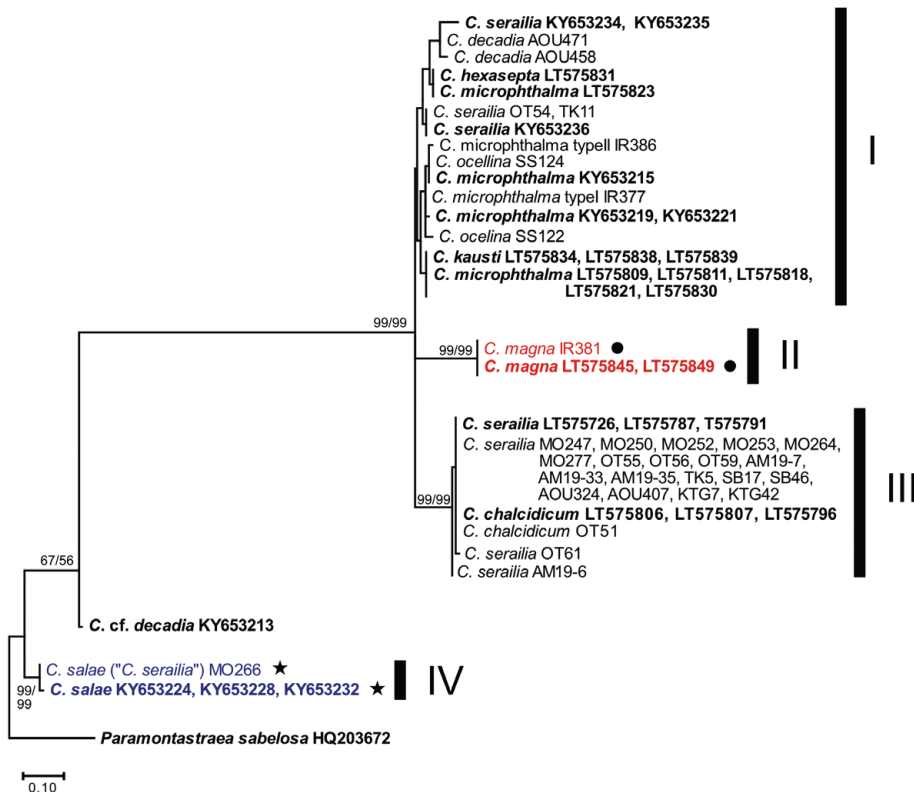 C. serailia KY653234, KY653235
C. decadia AOU471
C. decadia AOU458
C. hexasepta LT575831
C. microphthalma LT575823
C. serailia OT54, TK11
C. serailia KY653236
C. microphthalma typeII IR386
C. ocellina SS124
C. microphthalma KY653215
C. microphthalma typeI IR377
C. microphthalma KY653219, KY653221
C. ocelina SS122
C. kausti LT575834, LT575838, LT575839
C. microphthalma LT575809, LT575811, LT575818,
LT575821, LT575830
I
99/99
99/99
C. magna IR381
C. magna LT575845, LT575849
II
C. serailia LT575726, LT575787, T575791
C. serailia MO247, MO250, MO252, MO253, MO264,
MO277, OT55, OT56, OT59, AM19-7,
AM19-33, AM19-35, TK5, SB17, SB46,
AOU324, AOU407, KTG7, KTG42
99/99
C. chalcidicum LT575806, LT575807, LT575796
C. chalcidicum OT51
C. serailia OT61
C. serailia AM19-6
III
67/56
C. cf. decadia KY653213
C. salae ("C. serailia") MO266
C. salae KY653224, KY653228, KY653232
99/
99
IV
Paramontastraea sabelosa HQ203672
0.10